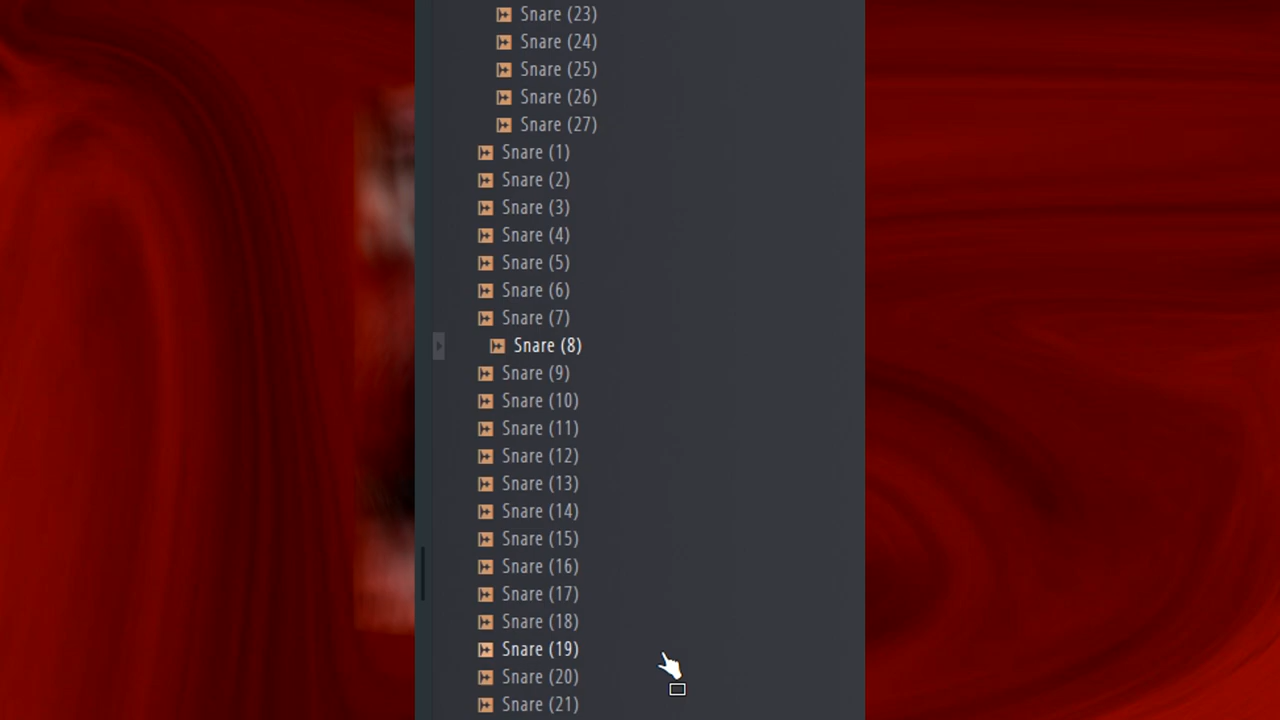 Snare (23)
Snare (24)
Snare (25)
Snare (26)
Snare (27)
Snare (1)
Snare (2)
Snare (3)
Snare (4)
Snare (5)
Snare (6)
Snare (7)
Snare (8)
Snare (9)
Snare (10)
Snare (11)
Snare (12)
Snare (13)
Snare (14)
Snare (15)
Snare (16)
Snare (17)
Snare (18)
Snare (19)
Snare (20)
Snare (21)